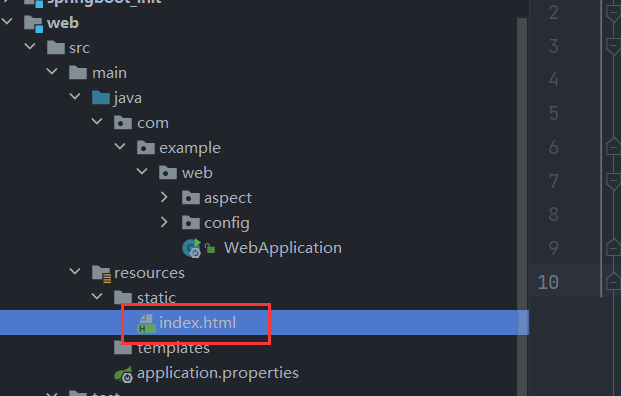 springboot_init
web
src
main
java
com
example
web
aspect
config
WebApplication
resources
static
index.html
templates
application.properties
test
2
3
4
5
6
7
8
9
10